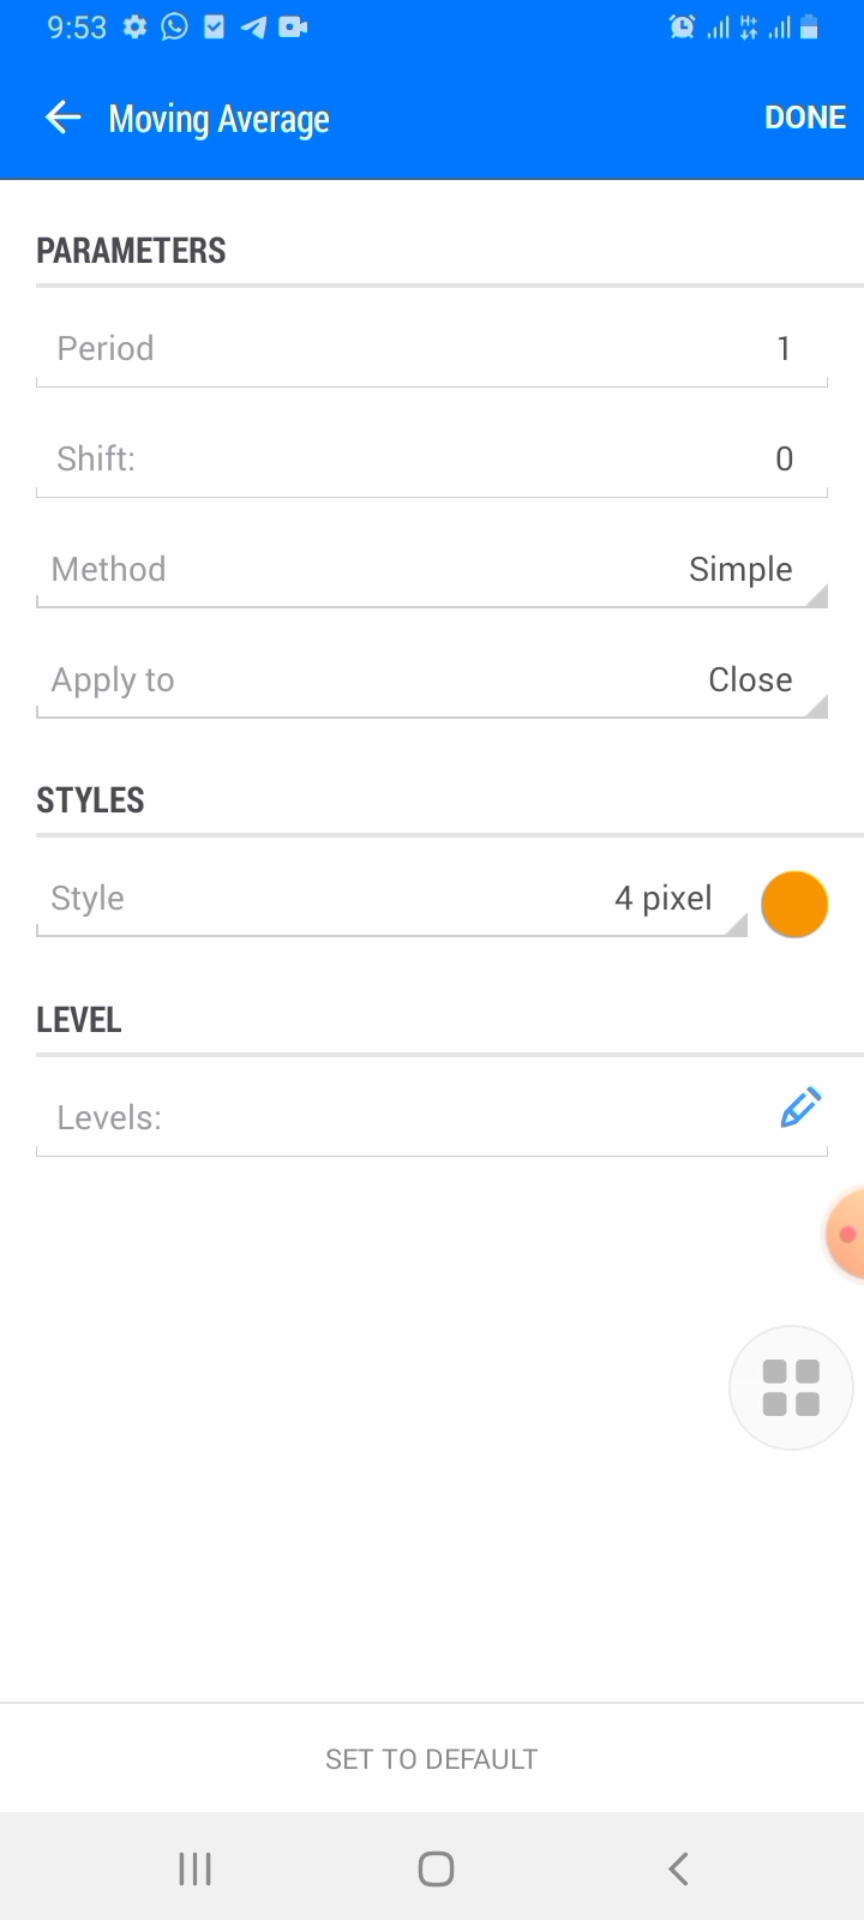 9:53 H+
Moving Average DONE
PARAMETERS
Period 1
Shift: 0
Method Simple
Apply to Close
STYLES
Style 4 pixel
LEVEL
Levels:
SET TO DEFAULT